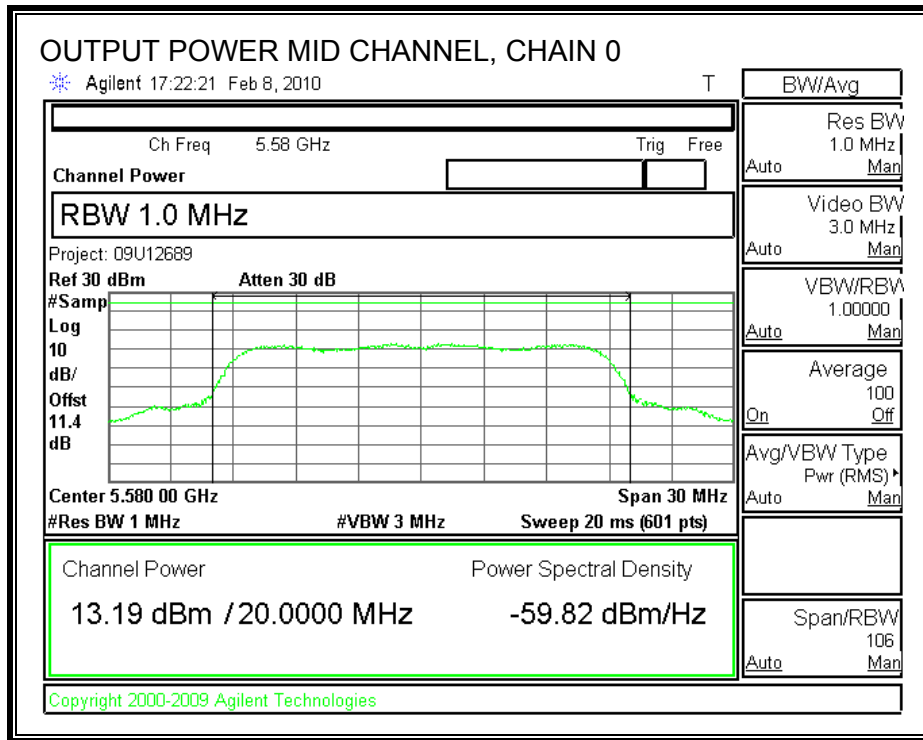 OUTPUT POWER MID CHANNEL, CHAIN 0
Agilent 17:22:21 Feb 8, 2010 T
Ch Freq 5.58 GHz Trig Free
Channel Power
RBW 1.0 MHz
Project: 09U12689
Ref 30 dBm Atten 30 dB
#Samp
Log
10
dB/
Offst
11.4
dB
Center 5.580 00 GHz Span 30 MHz
#Res BW 1 MHz #VBW 3 MHz Sweep 20 ms (601 pts)
Channel Power Power Spectral Density
13.19 dBm / 20.0000 MHz -59.82 dBm/Hz
Copyright 2000-2009 Agilent Technologies
BW/Avg
Res BW
1.0 MHz
Auto Man
Video BW
3.0 MHz
Auto Man
VBW/RBW
1.00000
Auto Man
Average
100
On Off
Avg/VBW Type
Pwr (RMS)
Auto Man
Span/RBW
106
Auto Man